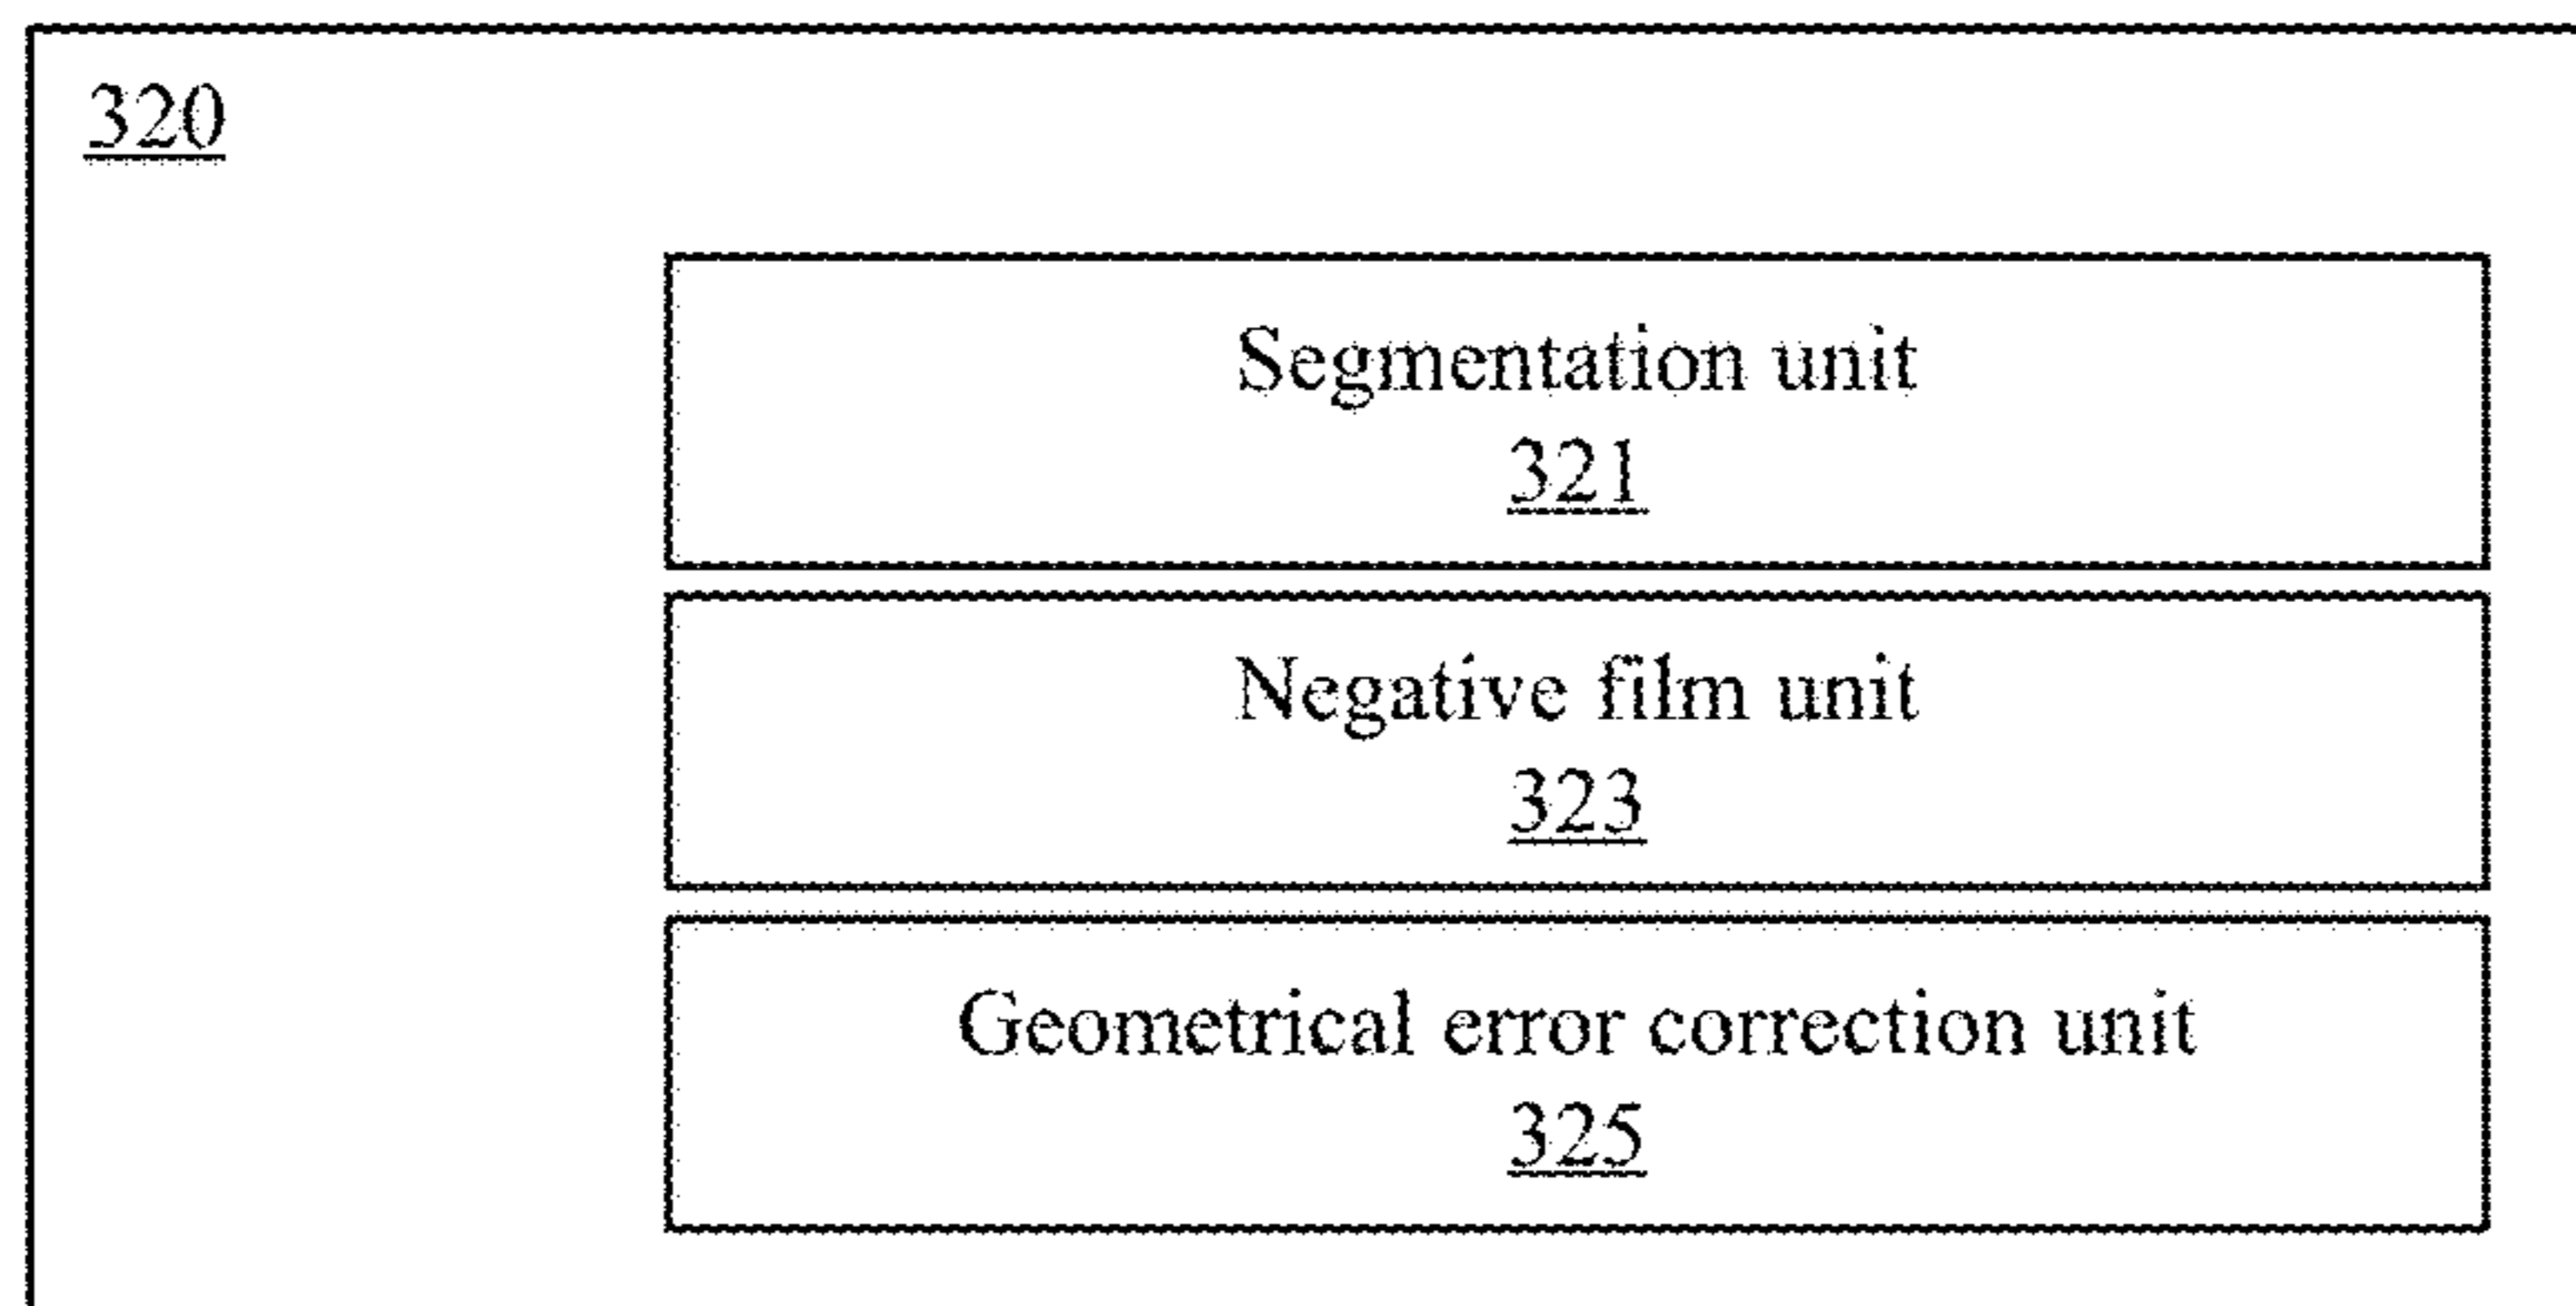 320
Segmentation unit
321
Negative film unit
323
Geometrical error correction unit
325